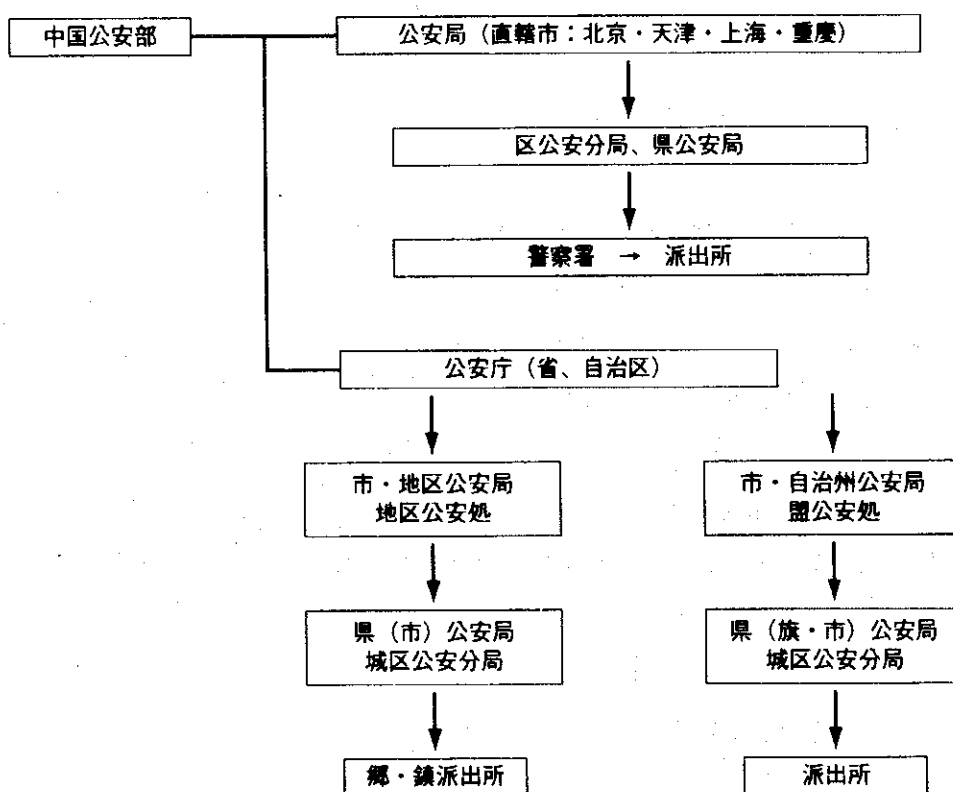 中国公安部
公安局（直轄市：北京・天津・上海・重慶）
区公安分局、県公安局
警察署 → 派出所
公安庁（省、自治区）
市・地区公安局
地区公安処
市・自治州公安局
盟公安処
県（市）公安局
城区公安分局
県（旗・市）公安局
城区公安分局
郷・鎮派出所
派出所